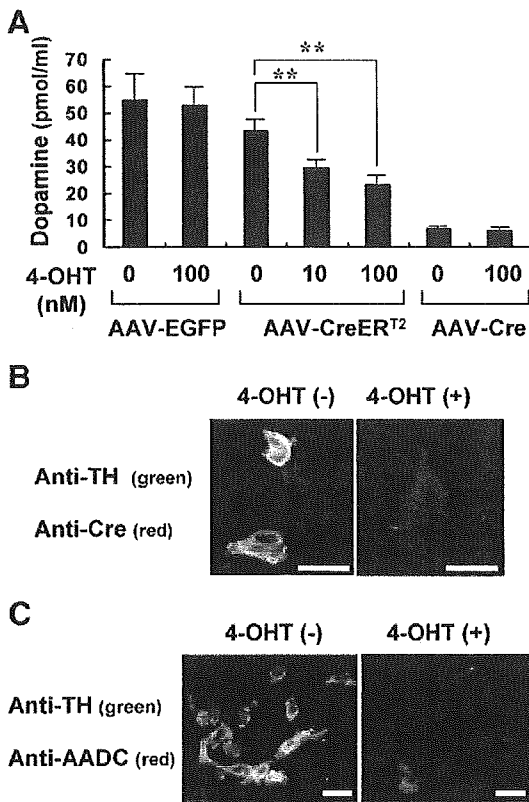 A
Dopamine (pmol/ml)
70
60
50
40
30
20
10
0
**
**
4-OHT (nM)
0 100 0 10 100 0 100
AAV-EGFP AAV-CreER^T2 AAV-Cre
B
4-OHT (-) 4-OHT (+)
Anti-TH (green)
Anti-Cre (red)
C
4-OHT (-) 4-OHT (+)
Anti-TH (green)
Anti-AADC (red)